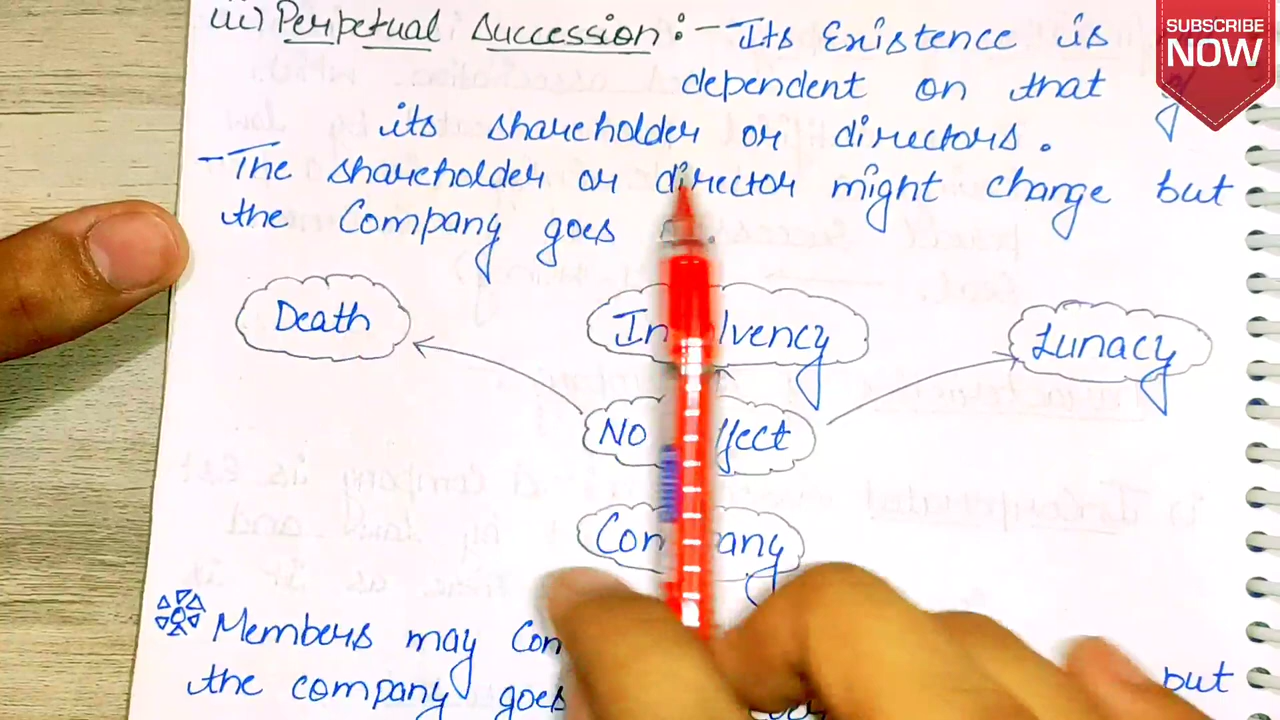 iii) Perpetual Succession :- Its Existence is
dependent on that
its shareholder or directors.
- The shareholder or director might change but
the Company goes
Death
Lunacy
No
Members may
but
the company goes
SUBSCRIBE
NOW